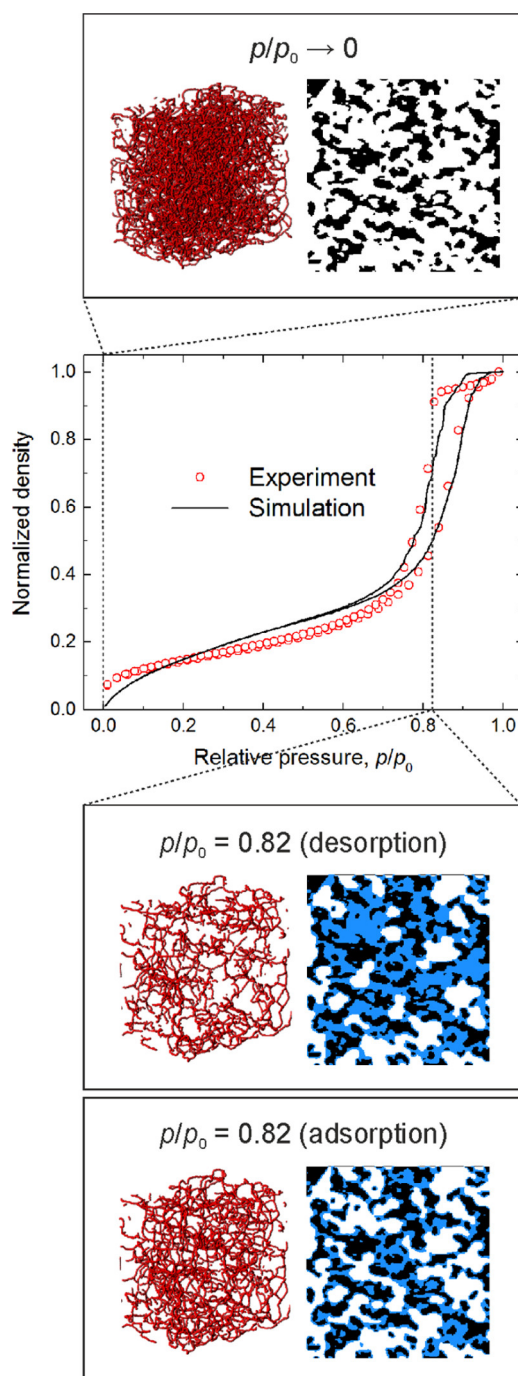 p/p₀ → 0
1.0
0.8
0.6
0.4
0.2
0.0
Normalized density
Experiment
Simulation
0.0 0.2 0.4 0.6 0.8 1.0
Relative pressure, p/p₀
p/p₀ = 0.82 (desorption)
p/p₀ = 0.82 (adsorption)